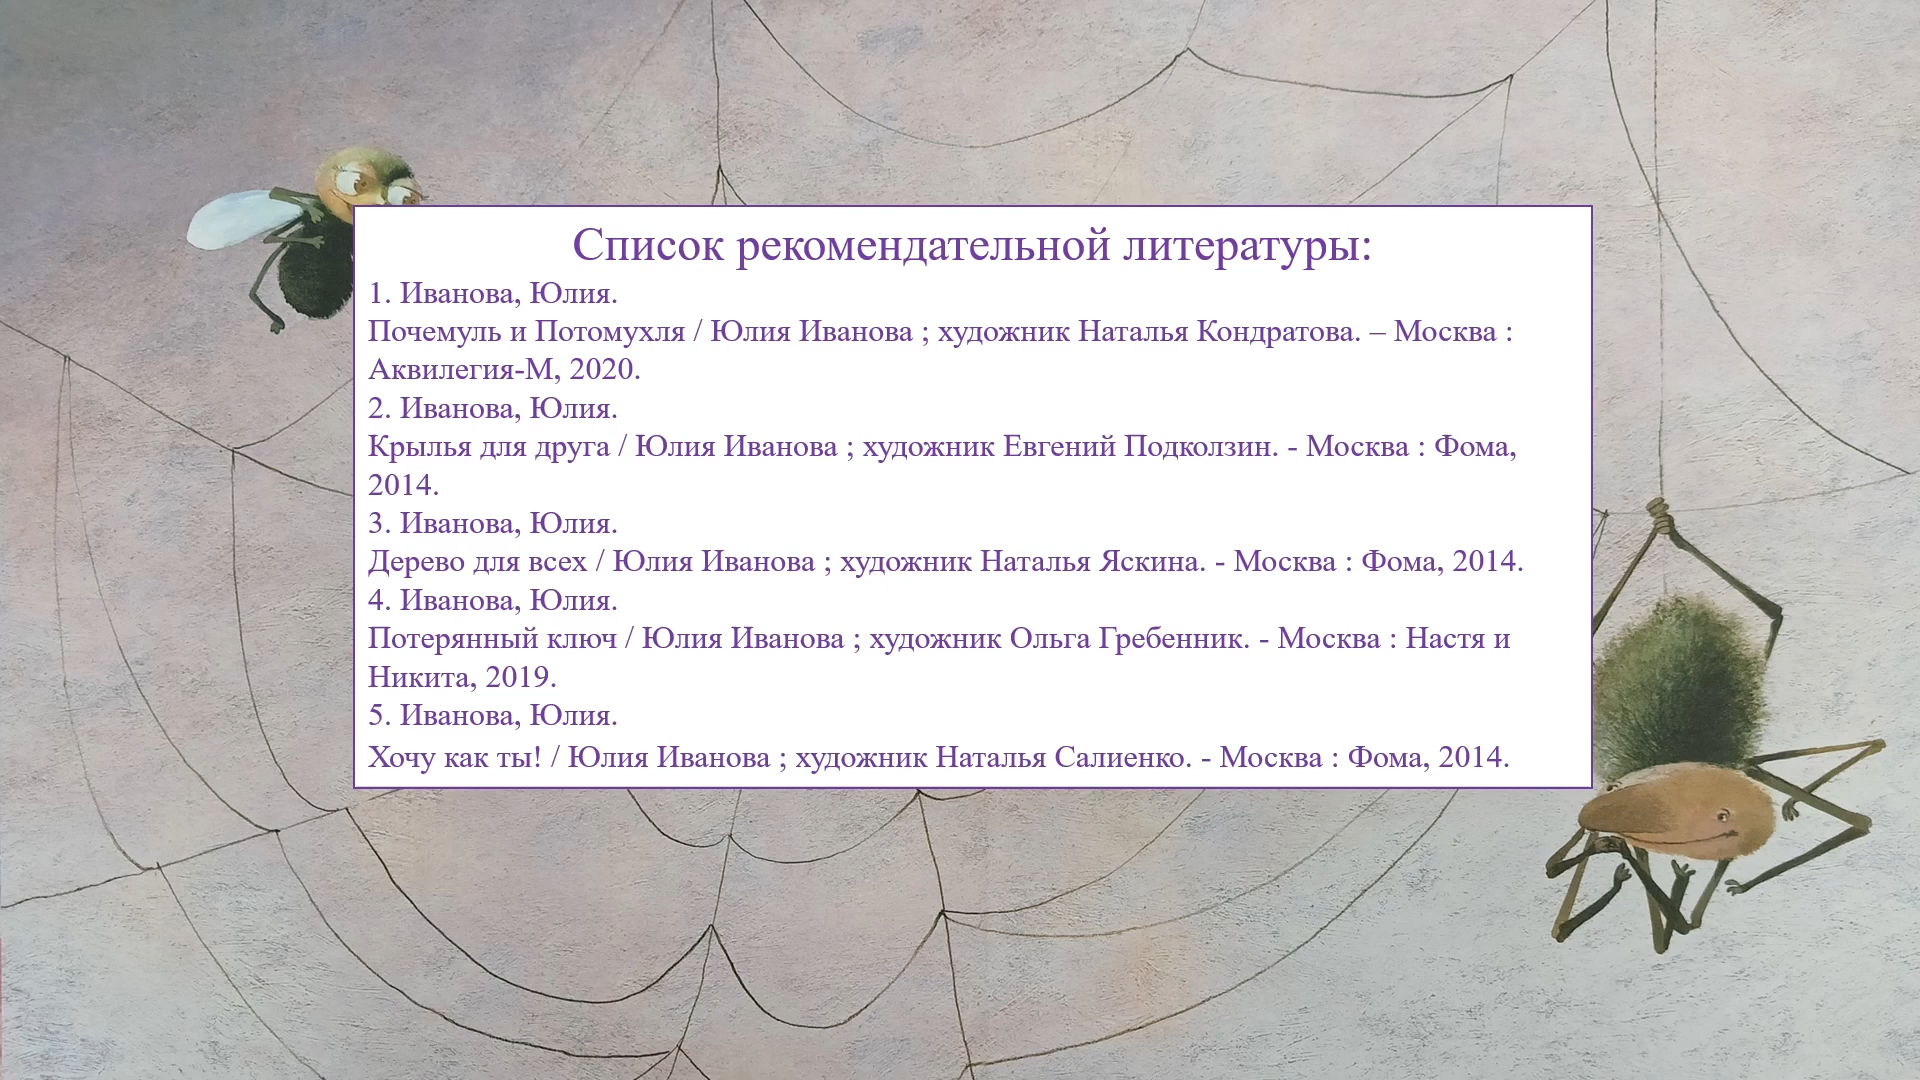 Список рекомендательной литературы:
1. Иванова, Юлия.
Почемуль и Потомухля / Юлия Иванова ; художник Наталья Кондратова. – Москва :
Аквилегия-М, 2020.
2. Иванова, Юлия.
Крылья для друга / Юлия Иванова ; художник Евгений Подколзин. - Москва : Фома,
2014.
3. Иванова, Юлия.
Дерево для всех / Юлия Иванова ; художник Наталья Яскина. - Москва : Фома, 2014.
4. Иванова, Юлия.
Потерянный ключ / Юлия Иванова ; художник Ольга Гребенник. - Москва : Настя и
Никита, 2019.
5. Иванова, Юлия.
Хочу как ты! / Юлия Иванова ; художник Наталья Салиенко. - Москва : Фома, 2014.